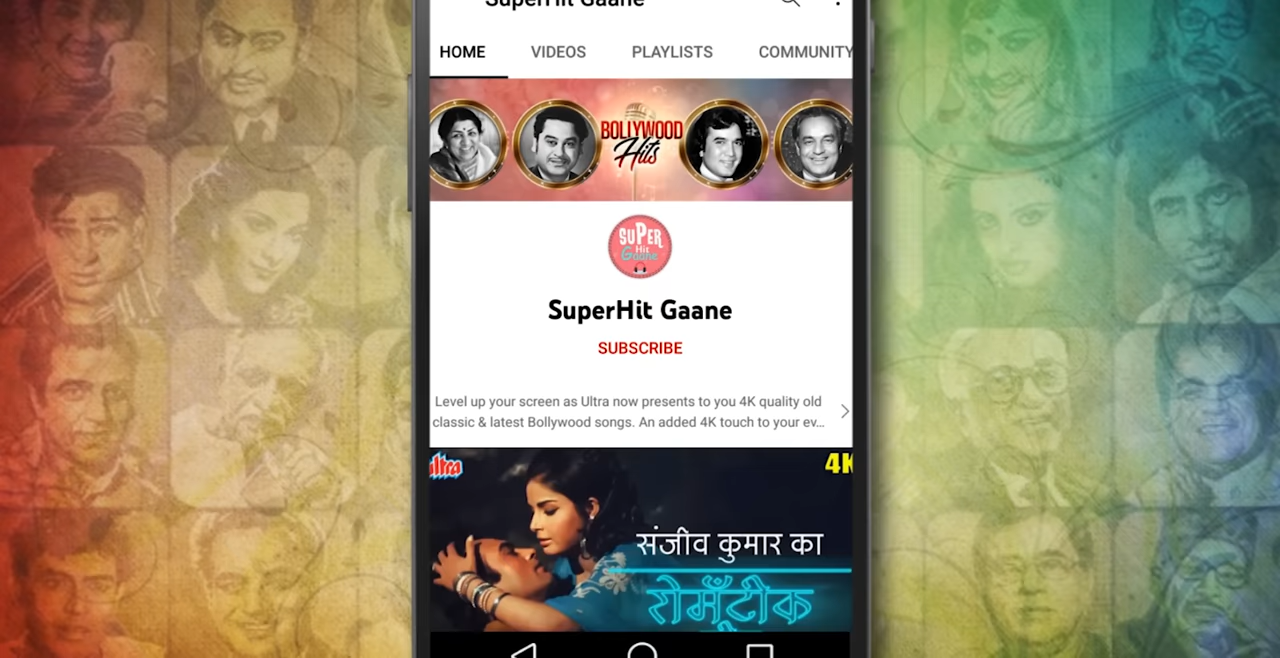 SuperHit Gaane
HOME VIDEOS PLAYLISTS COMMUNITY
BOLLYWOOD
Hits
SUPER
Hit
Gaane
SuperHit Gaane
SUBSCRIBE
Level up your screen as Ultra now presents to you 4K quality old
classic & latest Bollywood songs. An added 4K touch to your ev...
ultra
4K
संजीव कुमार का
रोमँटीक